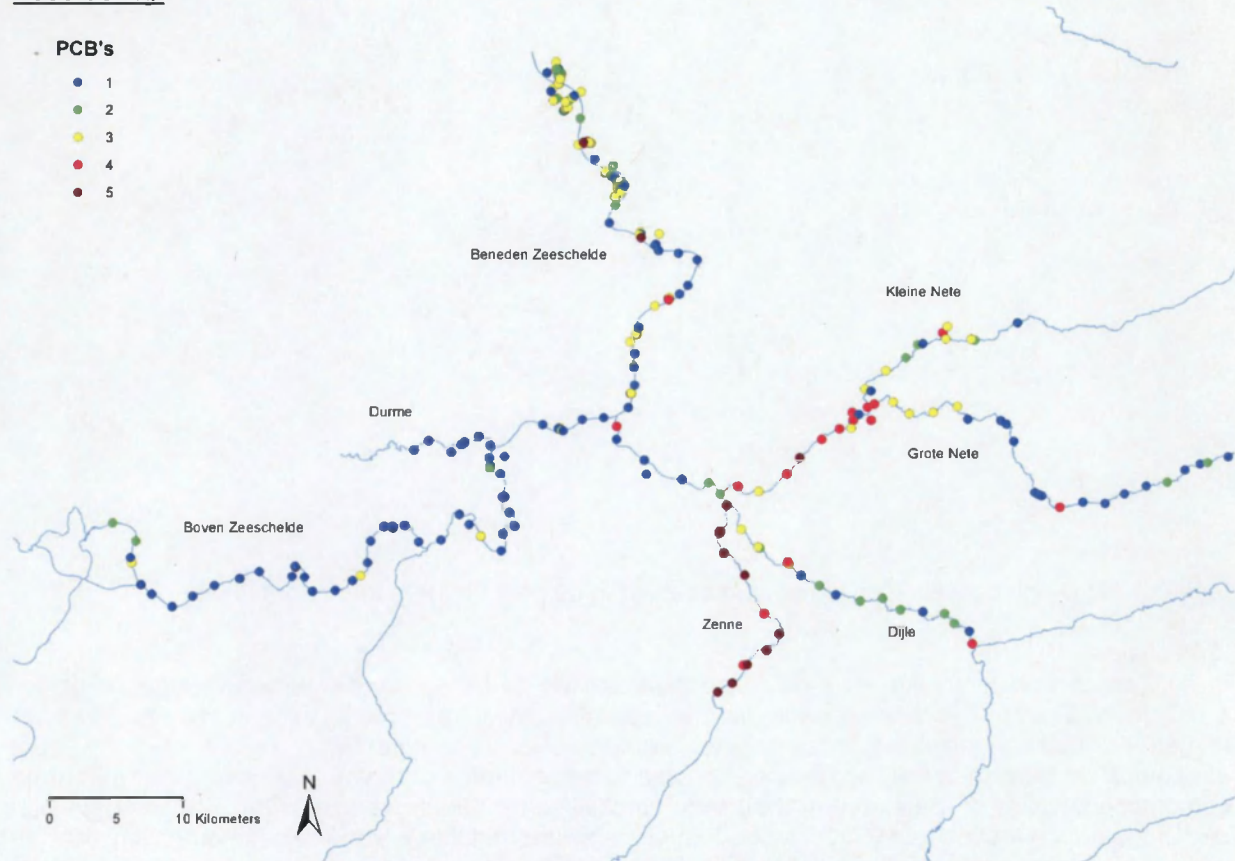 PCB's
1
2
3
4
5
Beneden Zeeschelde
Kleine Nete
Durme
Grote Nete
Boven Zeeschelde
Zenne
Dijle
N
0 5 10 Kilometers